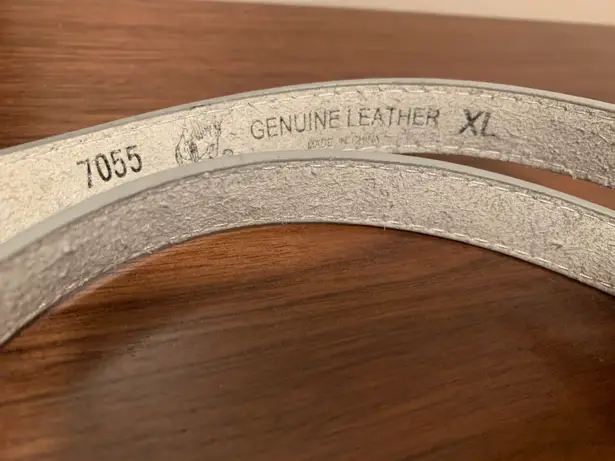 7055 GENUINE LEATHER XL
MADE IN CHINA